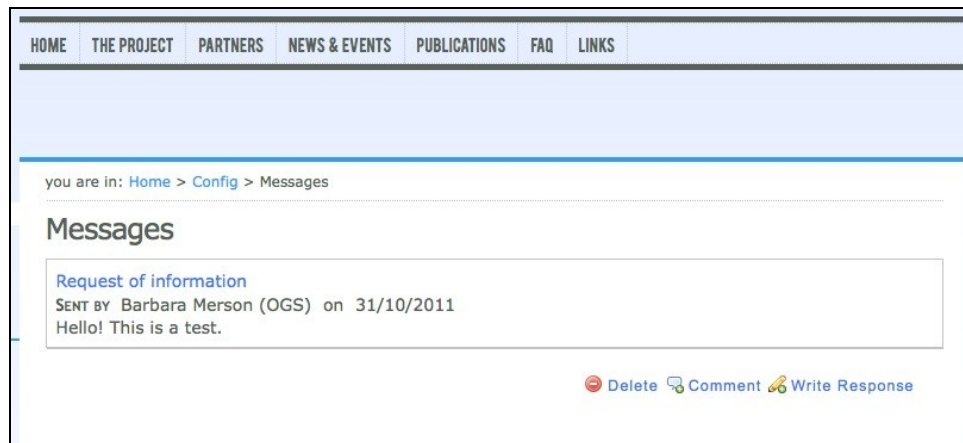 HOME THE PROJECT PARTNERS NEWS & EVENTS PUBLICATIONS FAQ LINKS
you are in: Home > Config > Messages
Messages
Request of information
SENT BY Barbara Merson (OGS) on 31/10/2011
Hello! This is a test.
Delete Comment Write Response